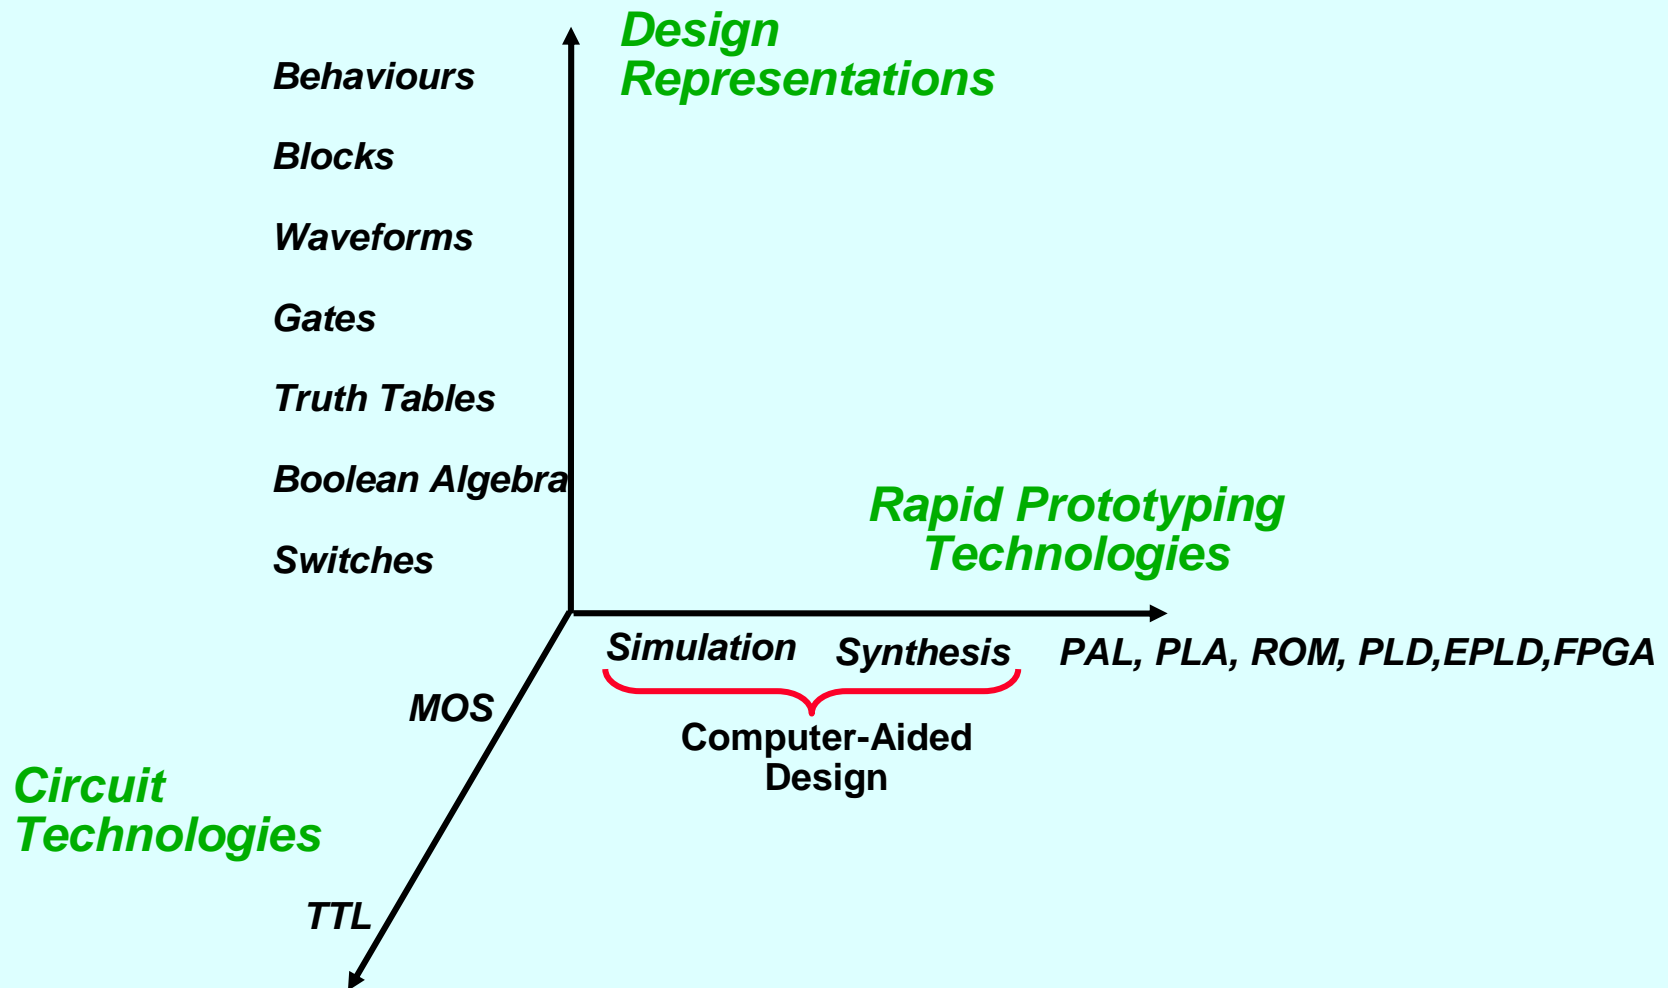 Design
Representations
Behaviours
Blocks
Waveforms
Gates
Truth Tables
Boolean Algebra
Switches
Rapid Prototyping
Technologies
Simulation
Synthesis
PAL, PLA, ROM, PLD,EPLD,FPGA
Computer-Aided
Design
MOS
Circuit
Technologies
TTL